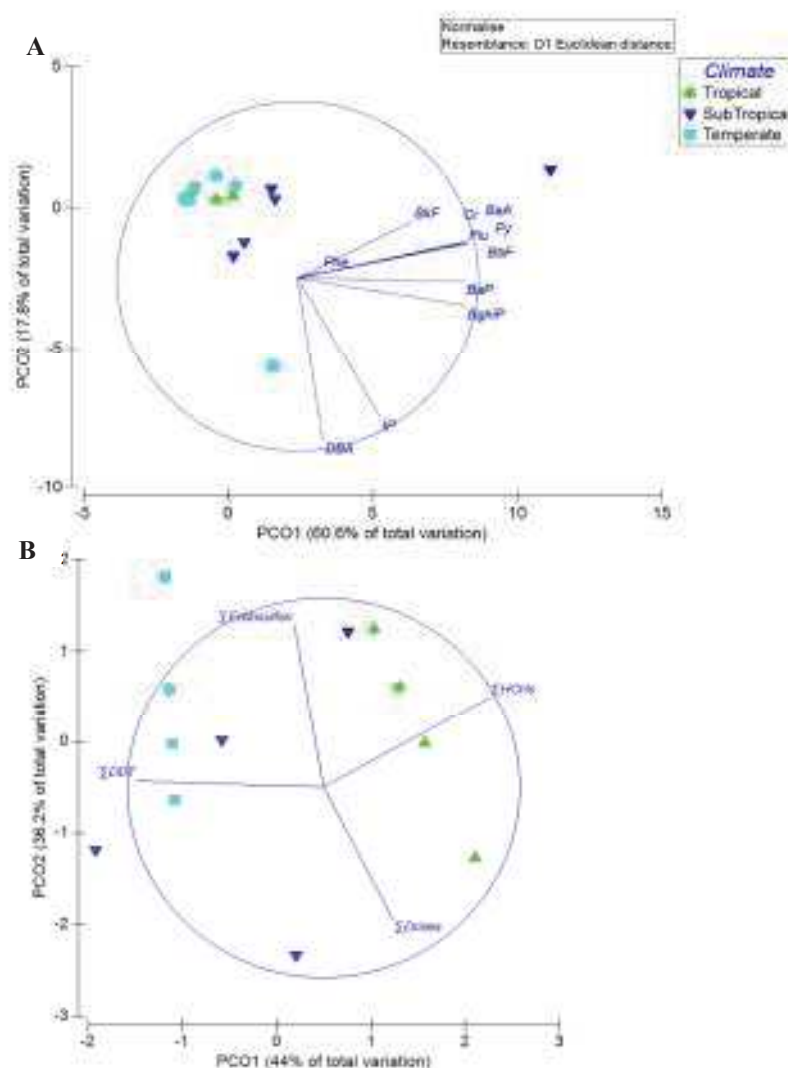 A
Normalise
Resemblance: D1 Euclidean distance
Climate
Tropical
SubTropical
Temperate
5
0
-5
-10
PCO2 (17.8% of total variation)
BkF
Cr
BaA
Flu
Py
BbF
Phe
BaP
BghiP
IP
DBA
-5
0
5
10
15
PCO1 (60.6% of total variation)
B
2
1
0
-1
-2
-3
PCO2 (36.2% of total variation)
∑HCHs
∑DDT
-2
-1
0
1
2
3
PCO1 (44% of total variation)